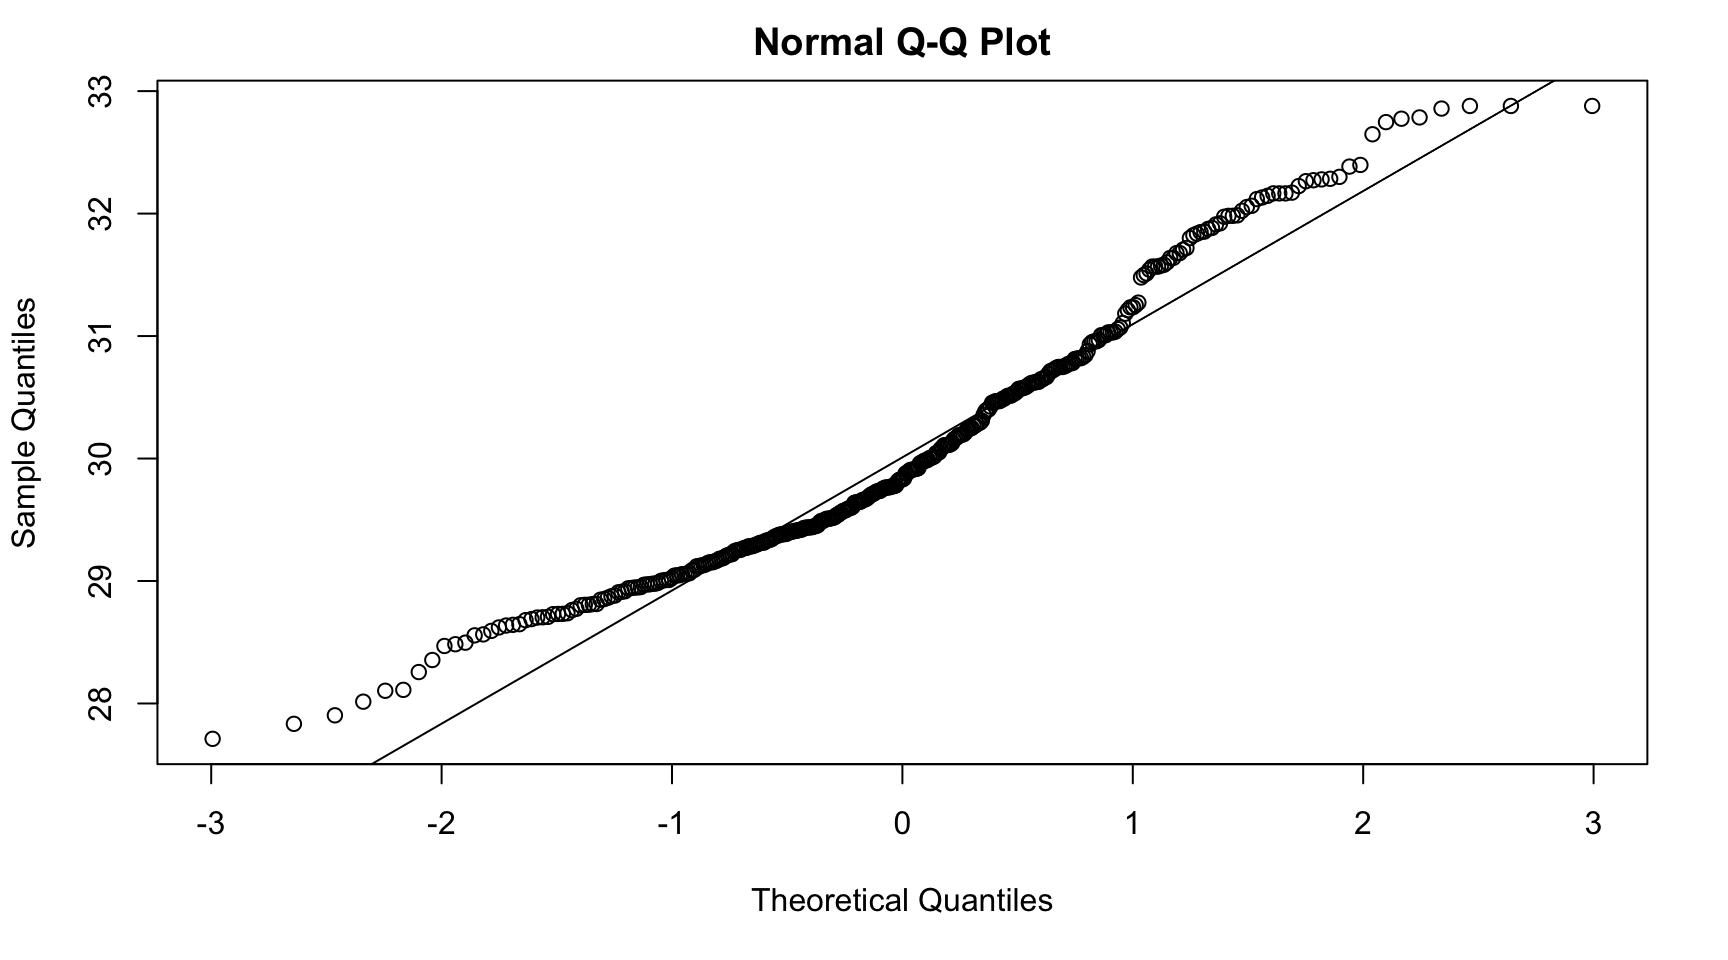 Normal Q-Q Plot
Sample Quantiles
33
32
31
30
29
28
-3 -2 -1 0 1 2 3
Theoretical Quantiles